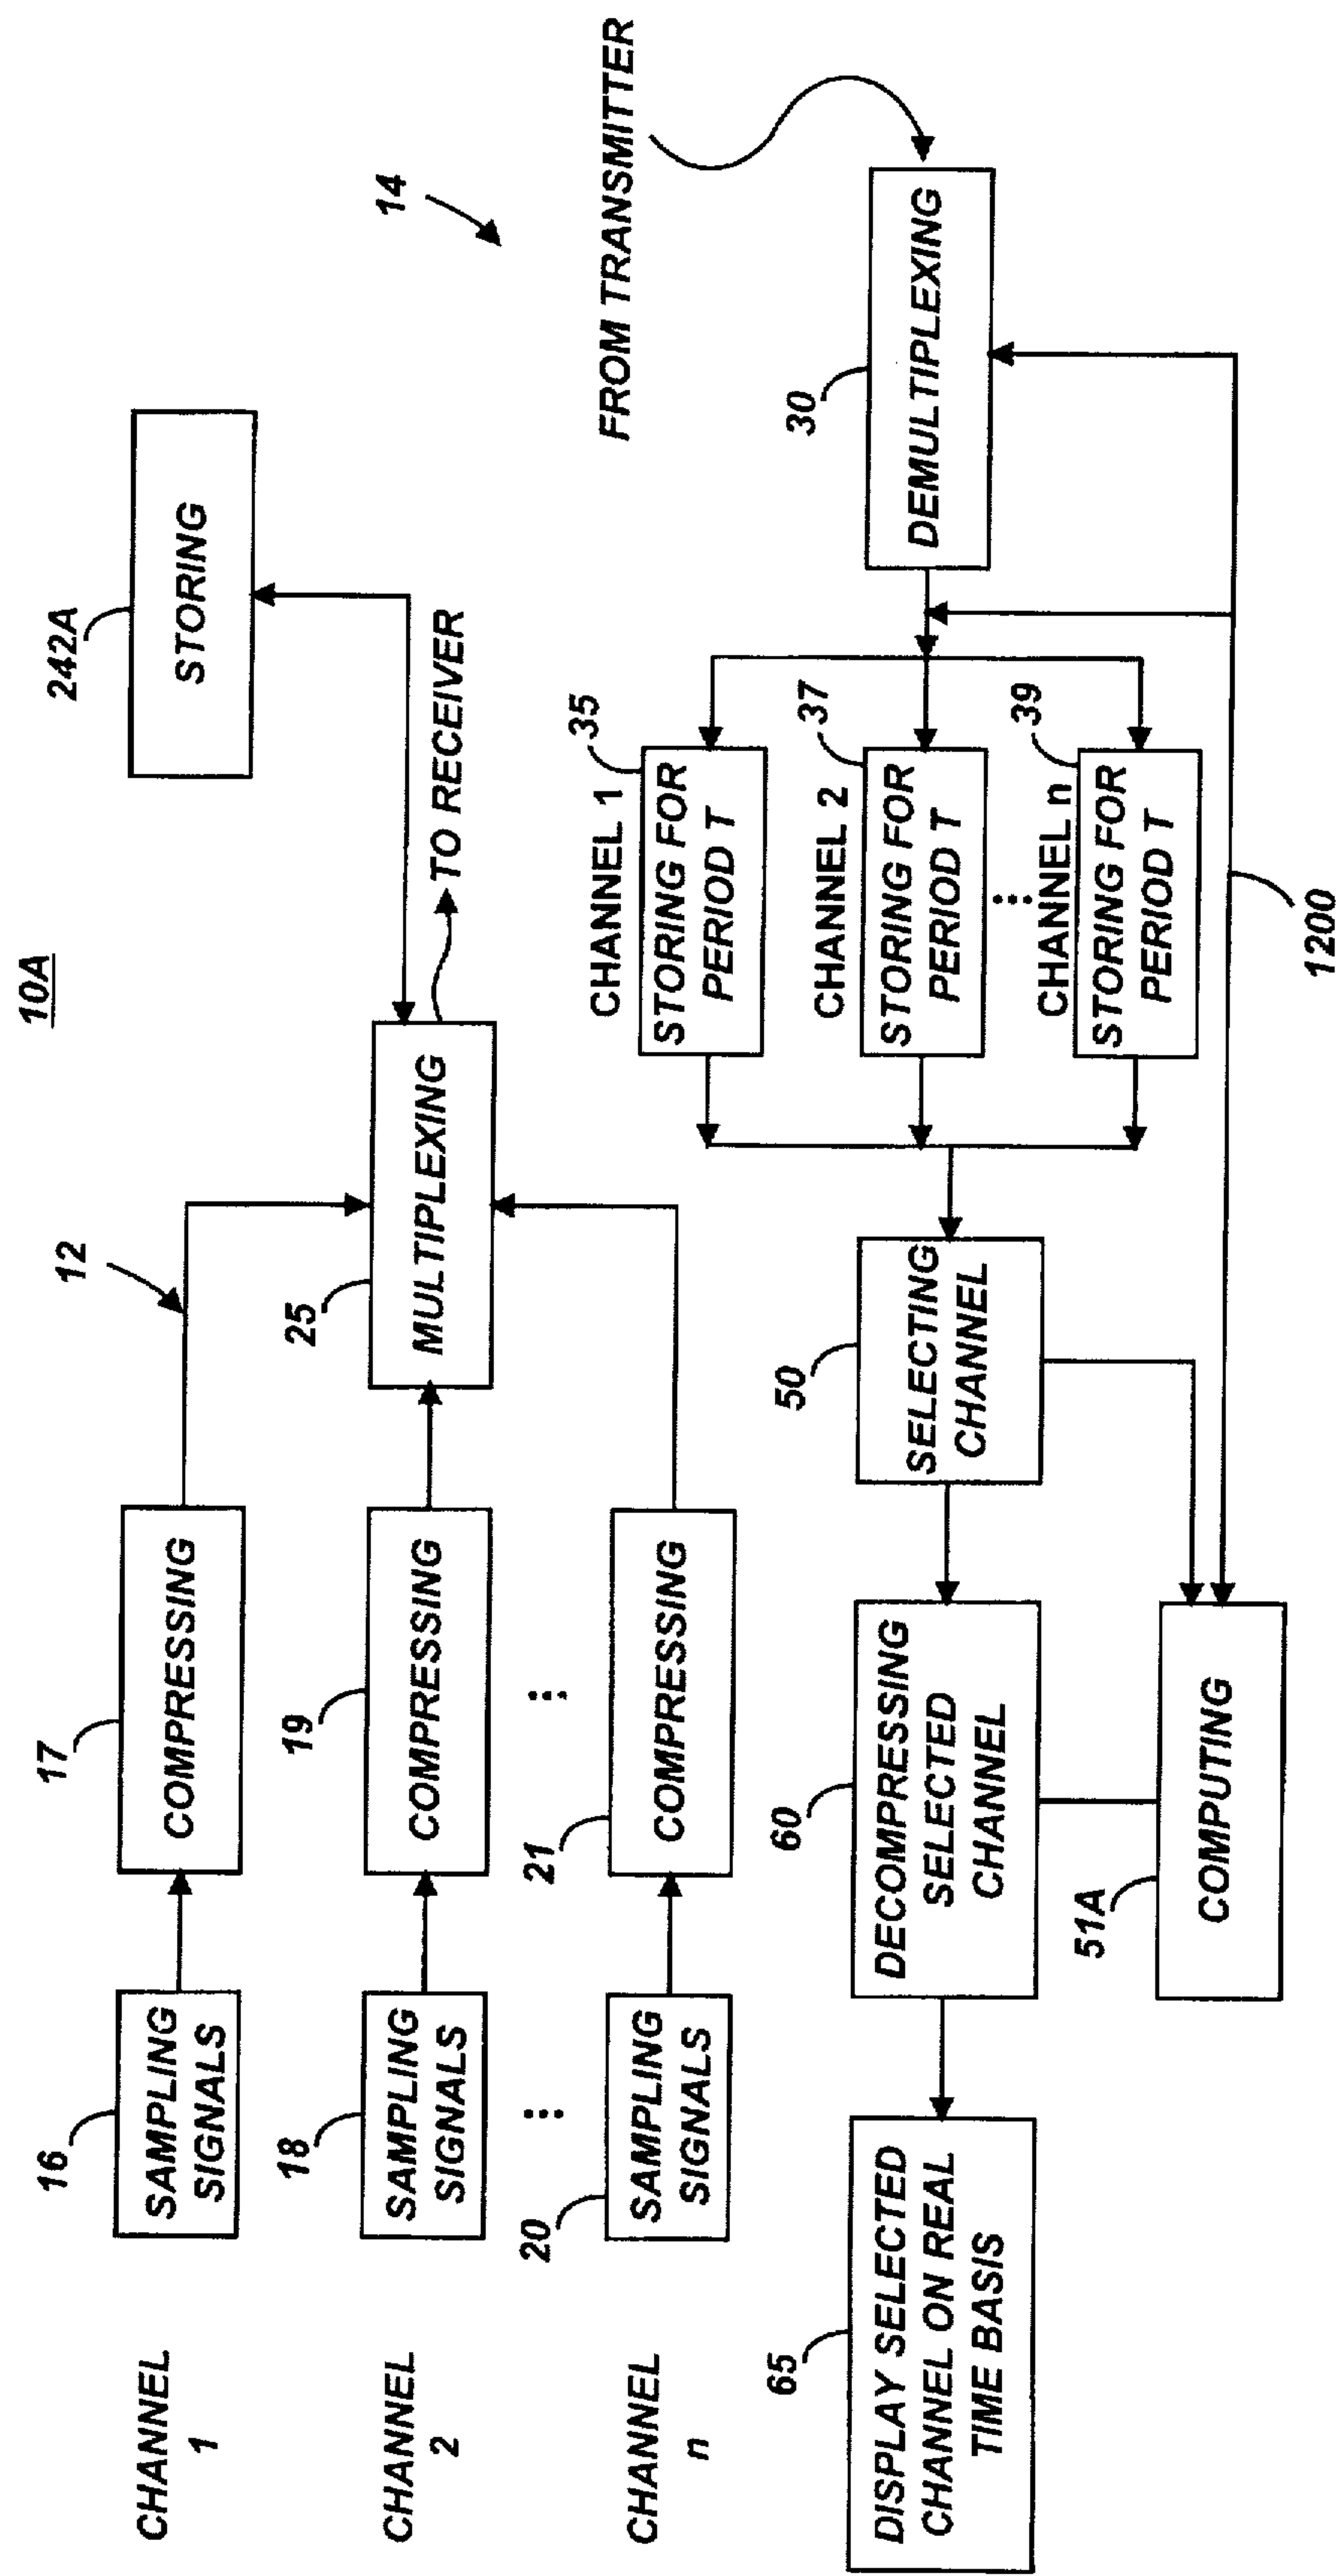 10A
CHANNEL
1
16
SAMPLING
SIGNALS
17
COMPRESSING
12
242A
STORING
CHANNEL
2
18
SAMPLING
SIGNALS
19
COMPRESSING
25
MULTIPLEXING
TO RECEIVER
14
CHANNEL
n
20
SAMPLING
SIGNALS
21
COMPRESSING
FROM TRANSMITTER
65
DISPLAY SELECTED
CHANNEL ON REAL
TIME BASIS
60
DECOMPRESSING
SELECTED
CHANNEL
50
SELECTING
CHANNEL
CHANNEL 1
35
STORING FOR
PERIOD T
CHANNEL 2
37
STORING FOR
PERIOD T
CHANNEL n
39
STORING FOR
PERIOD T
30
DEMULTIPLEXING
51A
COMPUTING
1200